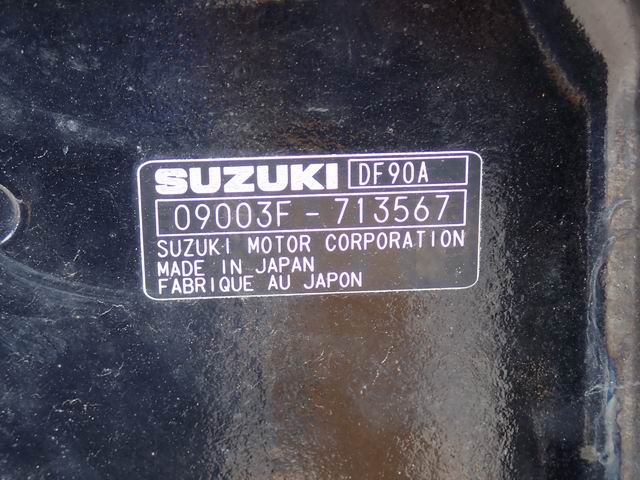 SUZUKI DF90A
09003F-713567
SUZUKI MOTOR CORPORATION
MADE IN JAPAN
FABRIQUE AU JAPON